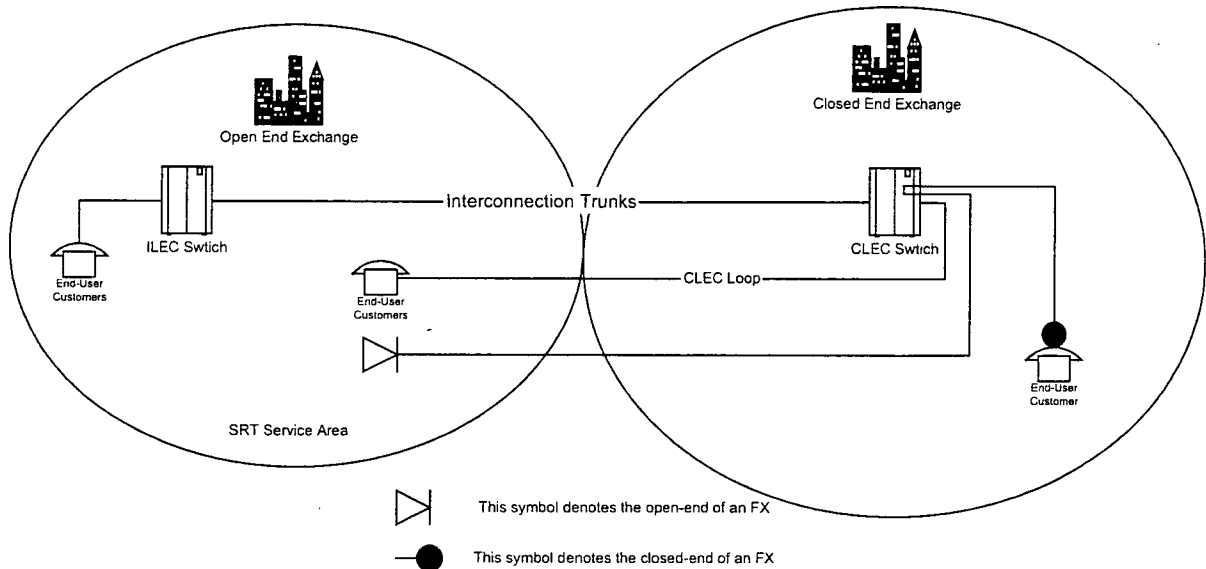 Open End Exchange
Closed End Exchange
Interconnection Trunks
ILEC Swtich
CLEC Swtich
End-User
Customers
End-User
Customers
CLEC Loop
End-User
Customer
SRT Service Area
This symbol denotes the open-end of an FX
This symbol denotes the closed-end of an FX